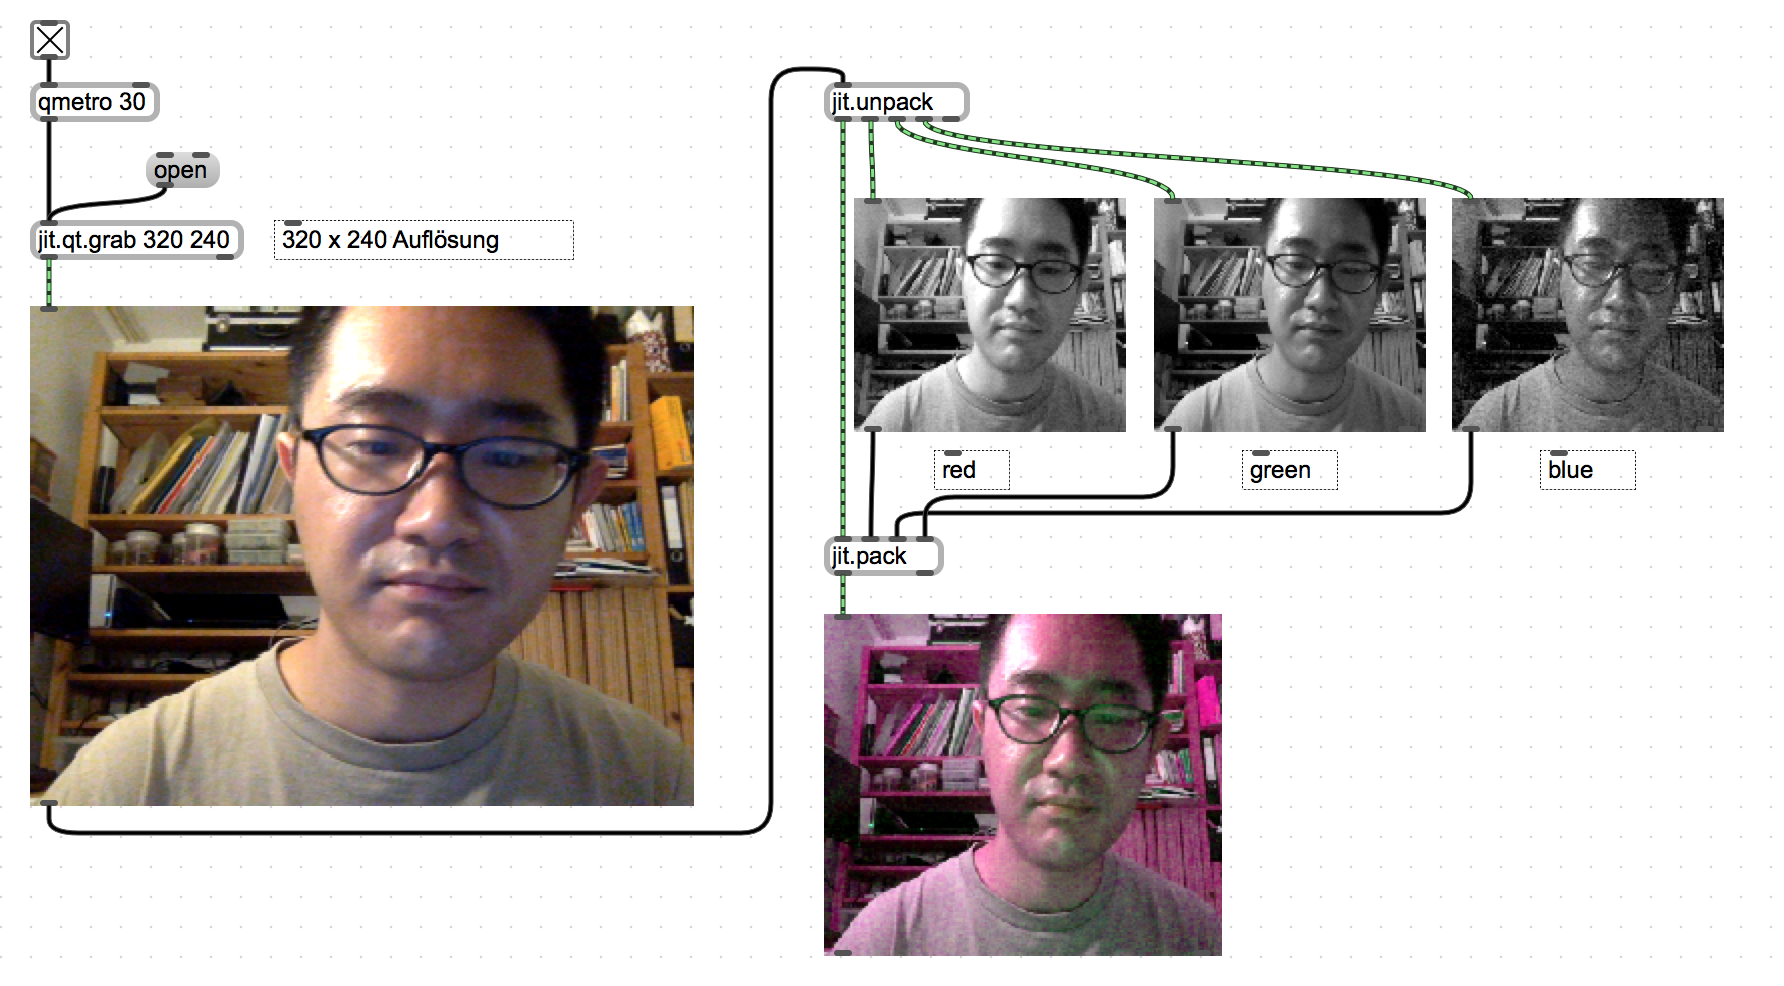 qmetro 30
open
jit.qt.grab 320 240
320 x 240 Auflösung
jit.unpack
red
green
blue
jit.pack